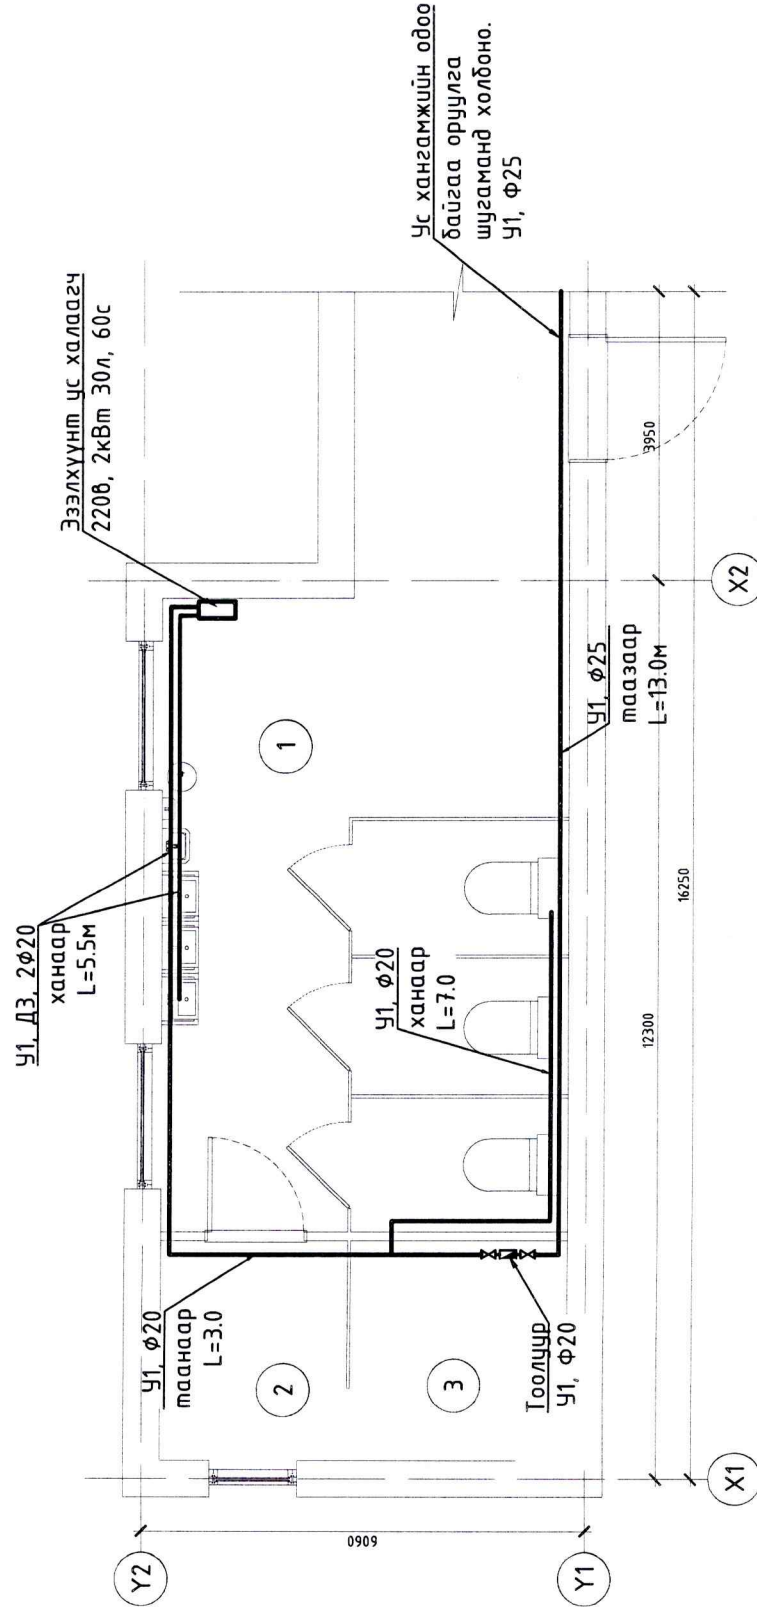 Ус хангамжийн одоо
байгаа оруулга
шугаманд холбоно.
У1, Ф25
Эзэлхүүнт ус халаагч
220в, 2кВт 30л, 60с
У1, Д3, 2Ф20
ханаар
L=5.5м
У1, Ф20
таанаар
L=3.0
У1, Ф20
ханаар
L=7.0
У1, Ф25
таазаар
L=13.0м
Тоолуур
У1, Ф20
1
2
3
3950
12300
16250
6060
Y2
Y1
X1
X2